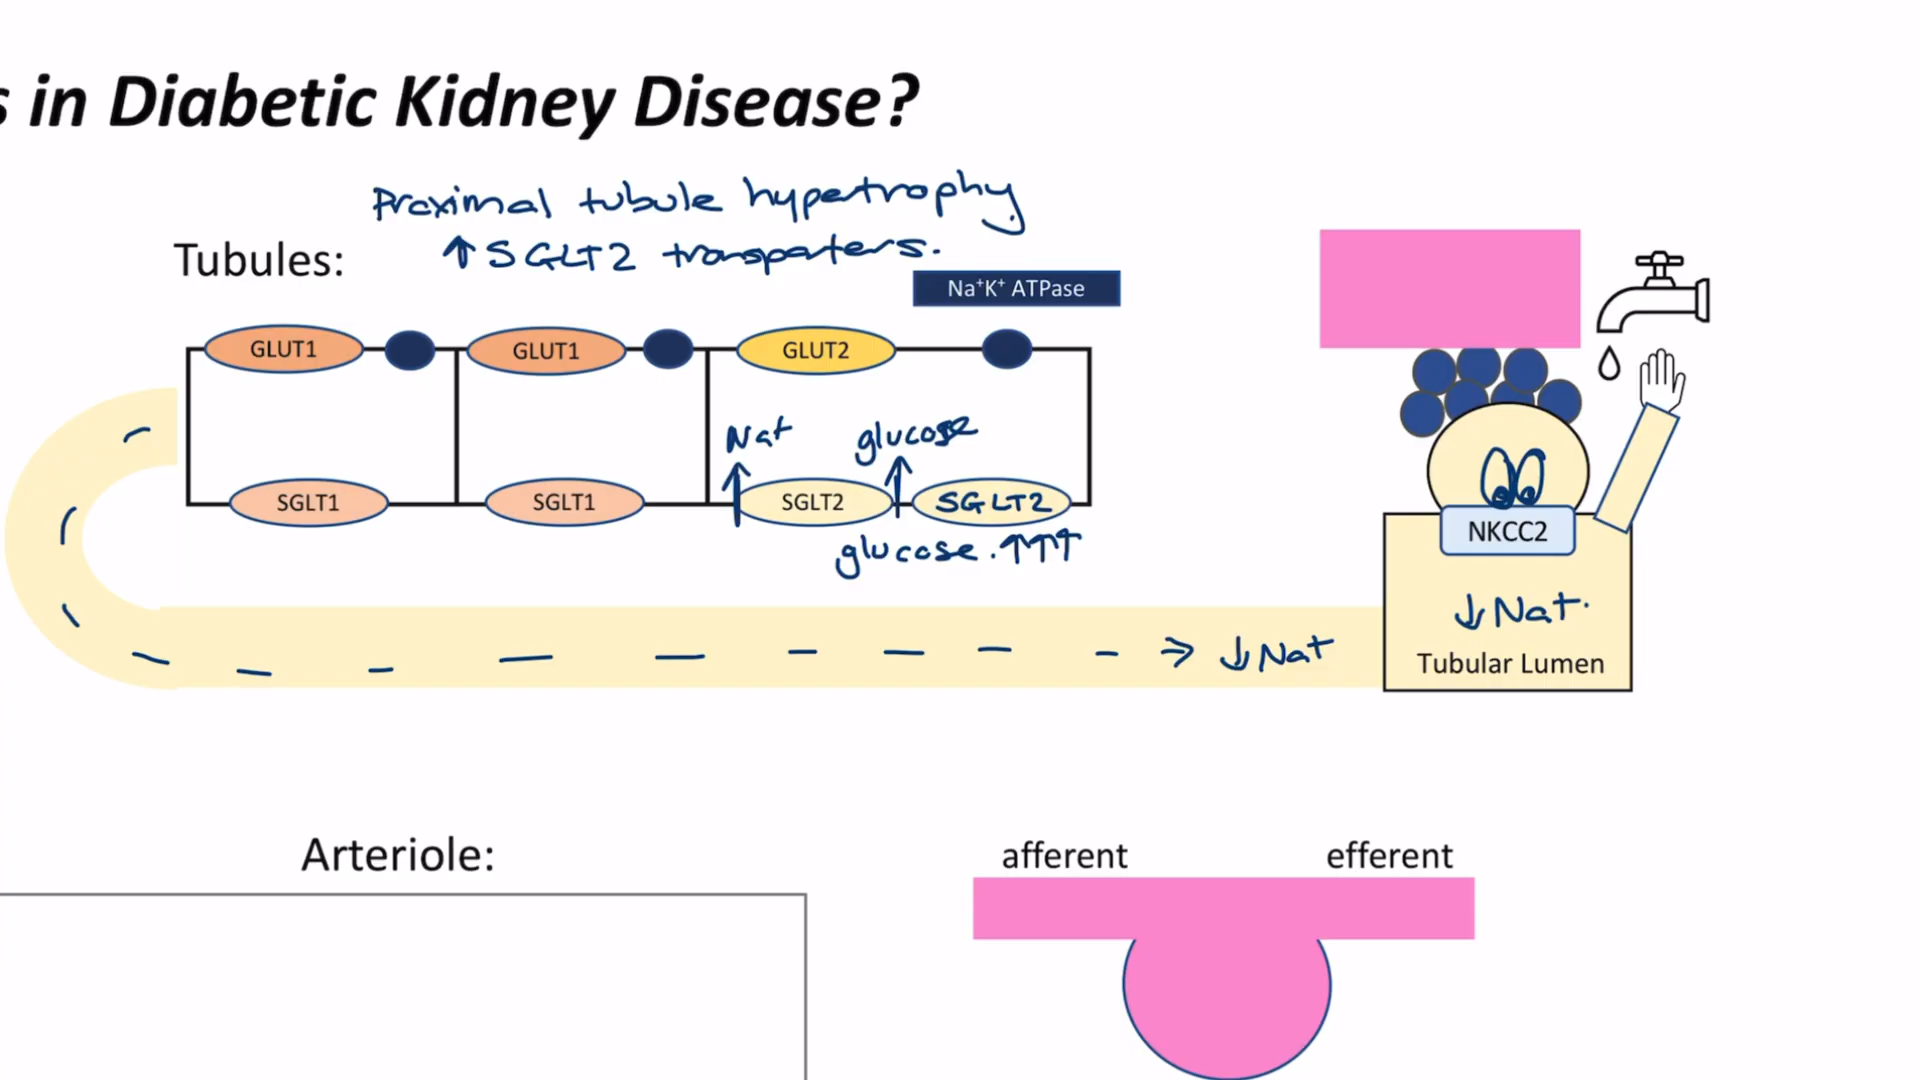 s in Diabetic Kidney Disease?
Proximal tubule hypertrophy
Tubules:
↑ SGLT2 transporters.
Na⁺K⁺ ATPase
GLUT1
GLUT1
GLUT2
Na+
glucose
SGLT1
SGLT1
SGLT2
SGLT2
glucose. ↑↑↑
NKCC2
↓ Na+.
→ ↓ Na+
Tubular Lumen
Arteriole:
afferent
efferent